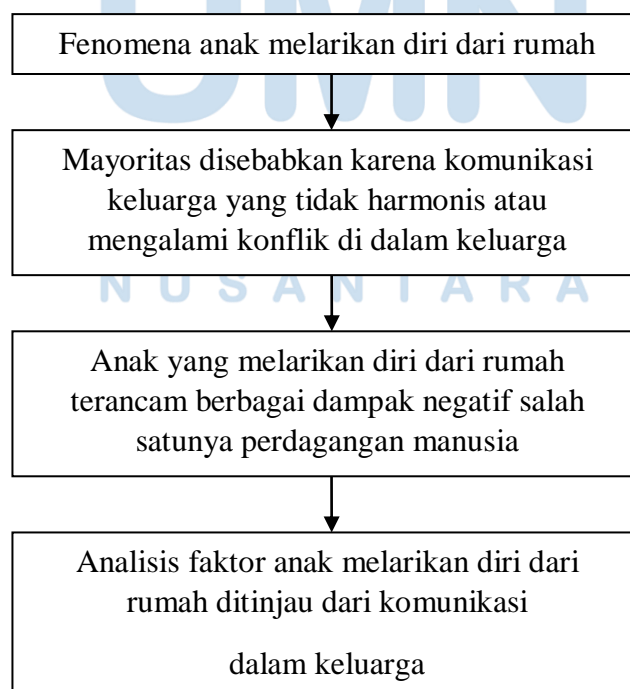 UMN
Fenomena anak melarikan diri dari rumah
Mayoritas disebabkan karena komunikasi
keluarga yang tidak harmonis atau
mengalami konflik di dalam keluarga
NUSANTARA
Anak yang melarikan diri dari rumah
terancam berbagai dampak negatif salah
satunya perdagangan manusia
Analisis faktor anak melarikan diri dari
rumah ditinjau dari komunikasi
dalam keluarga